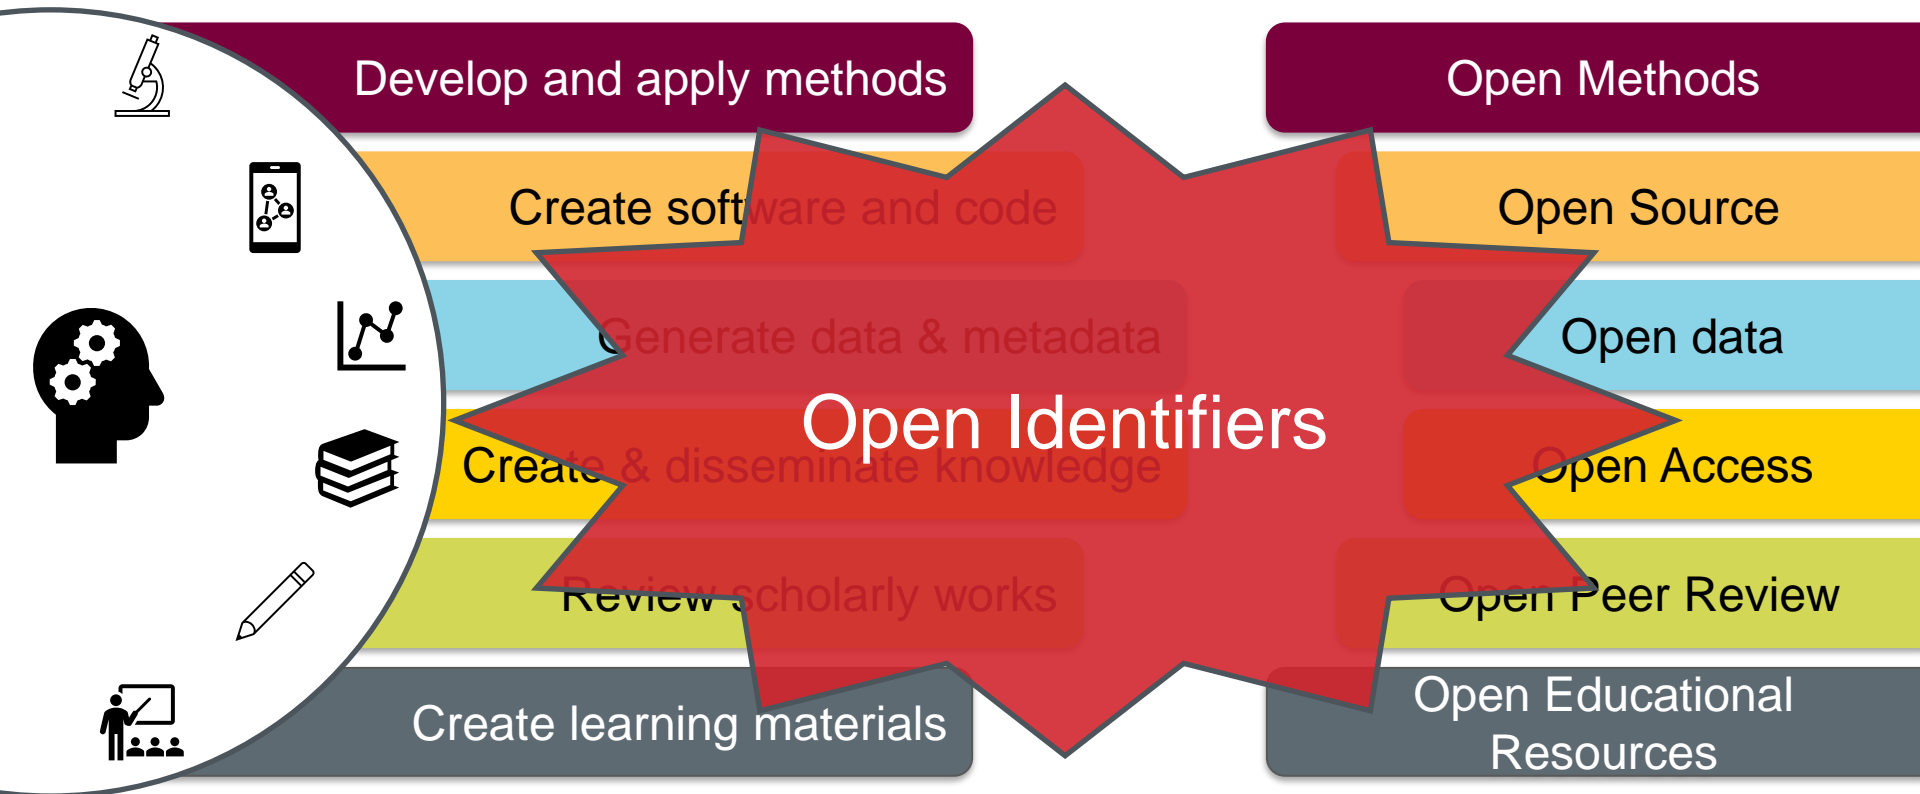 Develop and apply methods
Open Methods
Create software and code
Open Source
Generate data & metadata
Open data
Open Identifiers
Create & disseminate knowledge
Open Access
Review scholarly works
Open Peer Review
Create learning materials
Open Educational
Resources